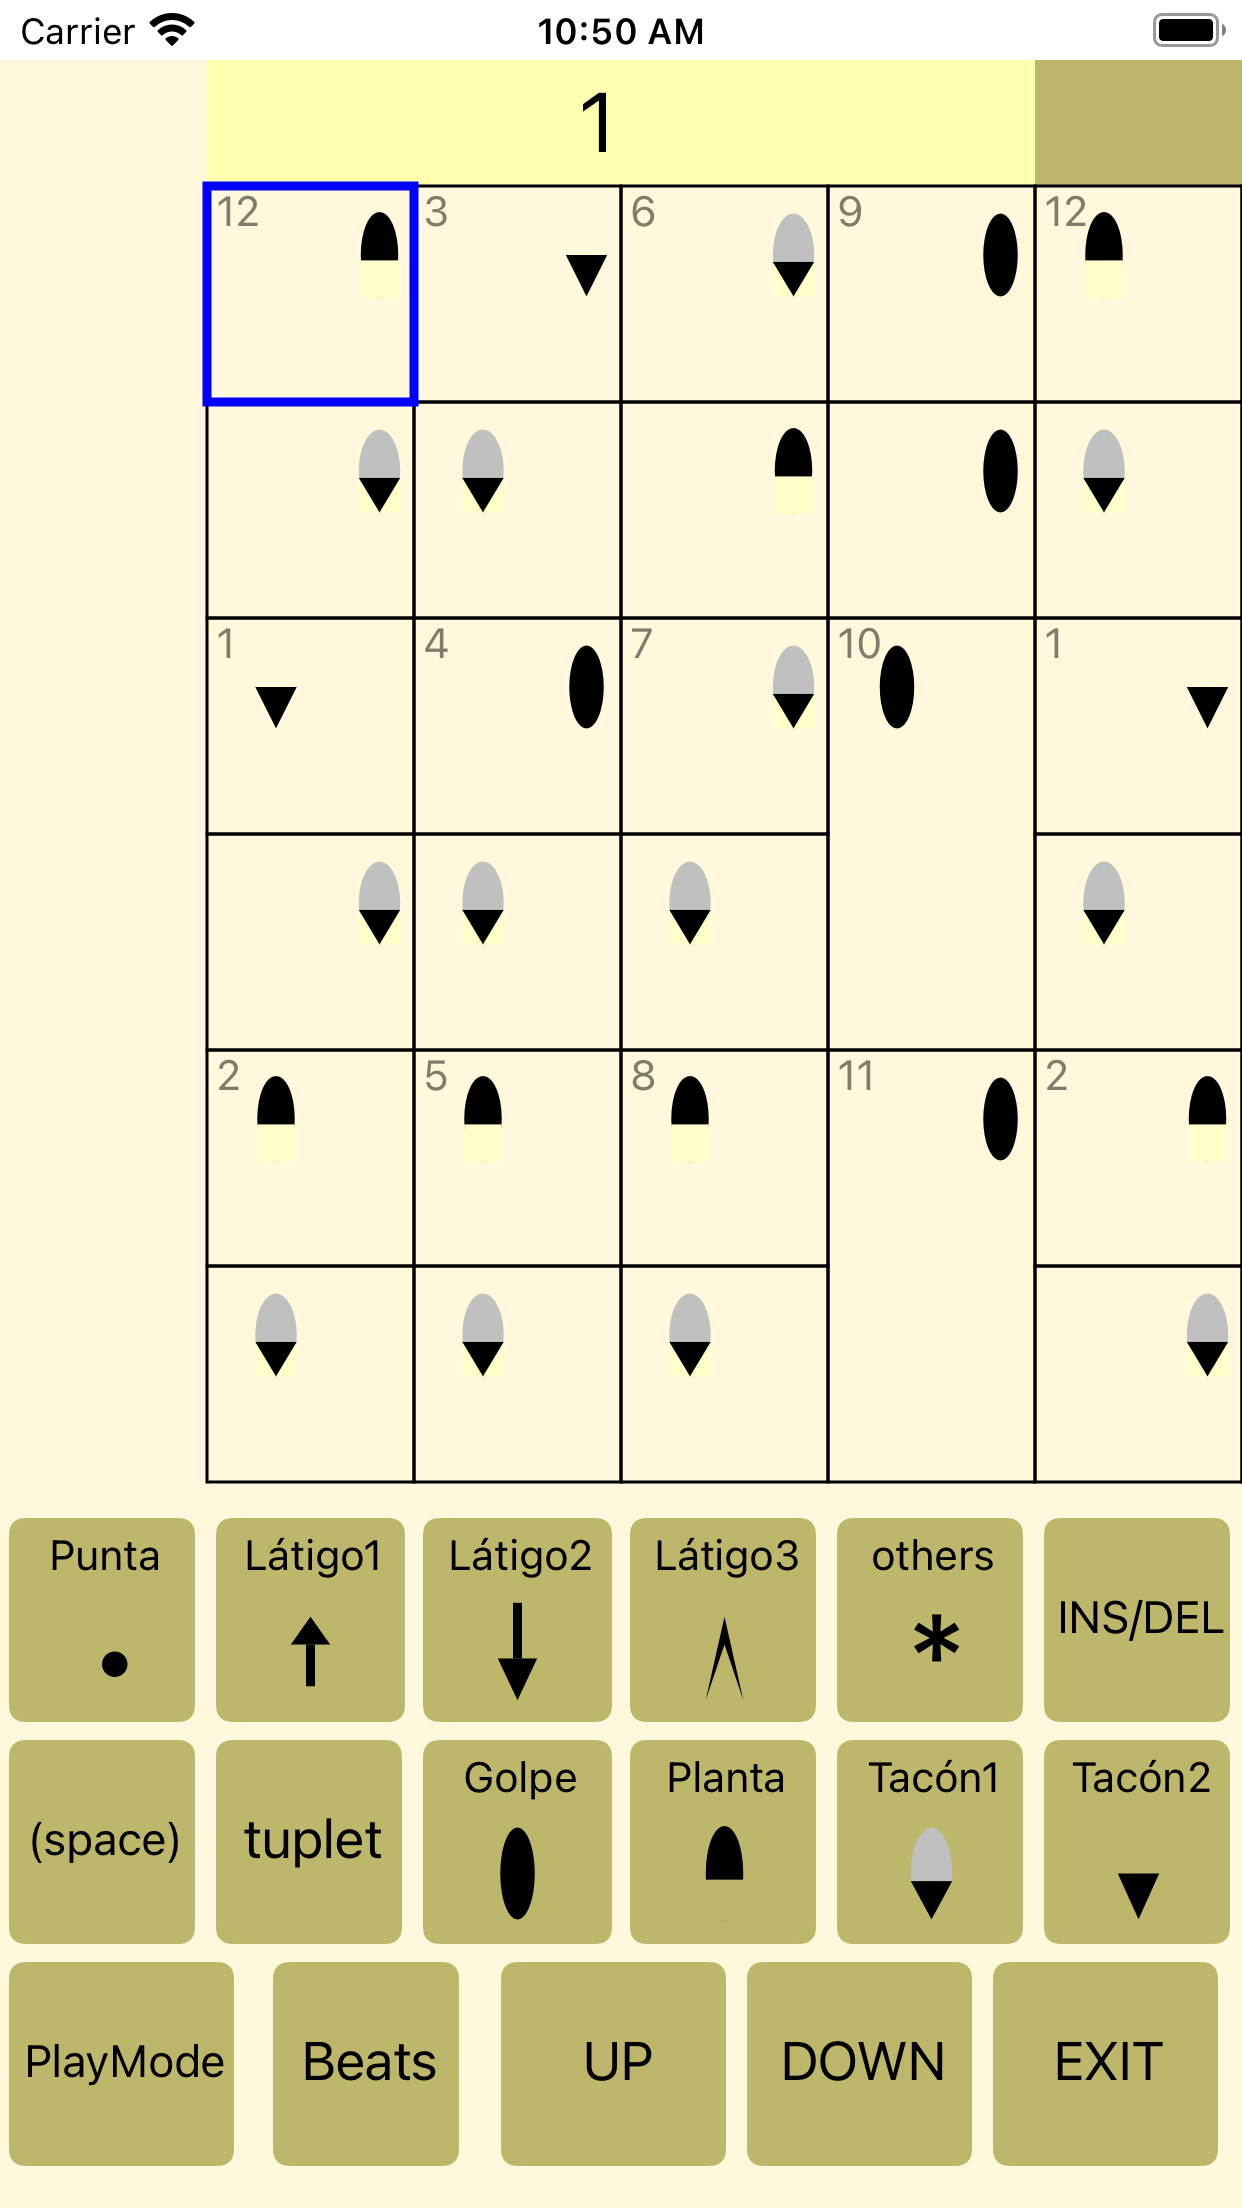 Carrier 10:50 AM
1
12 3 6 9 12
1 4 7 10 1
2 5 8 11 2
Punta Látigo1 Látigo2 Látigo3 others INS/DEL
*
(space) tuplet Golpe Planta Tacón1 Tacón2
PlayMode Beats UP DOWN EXIT